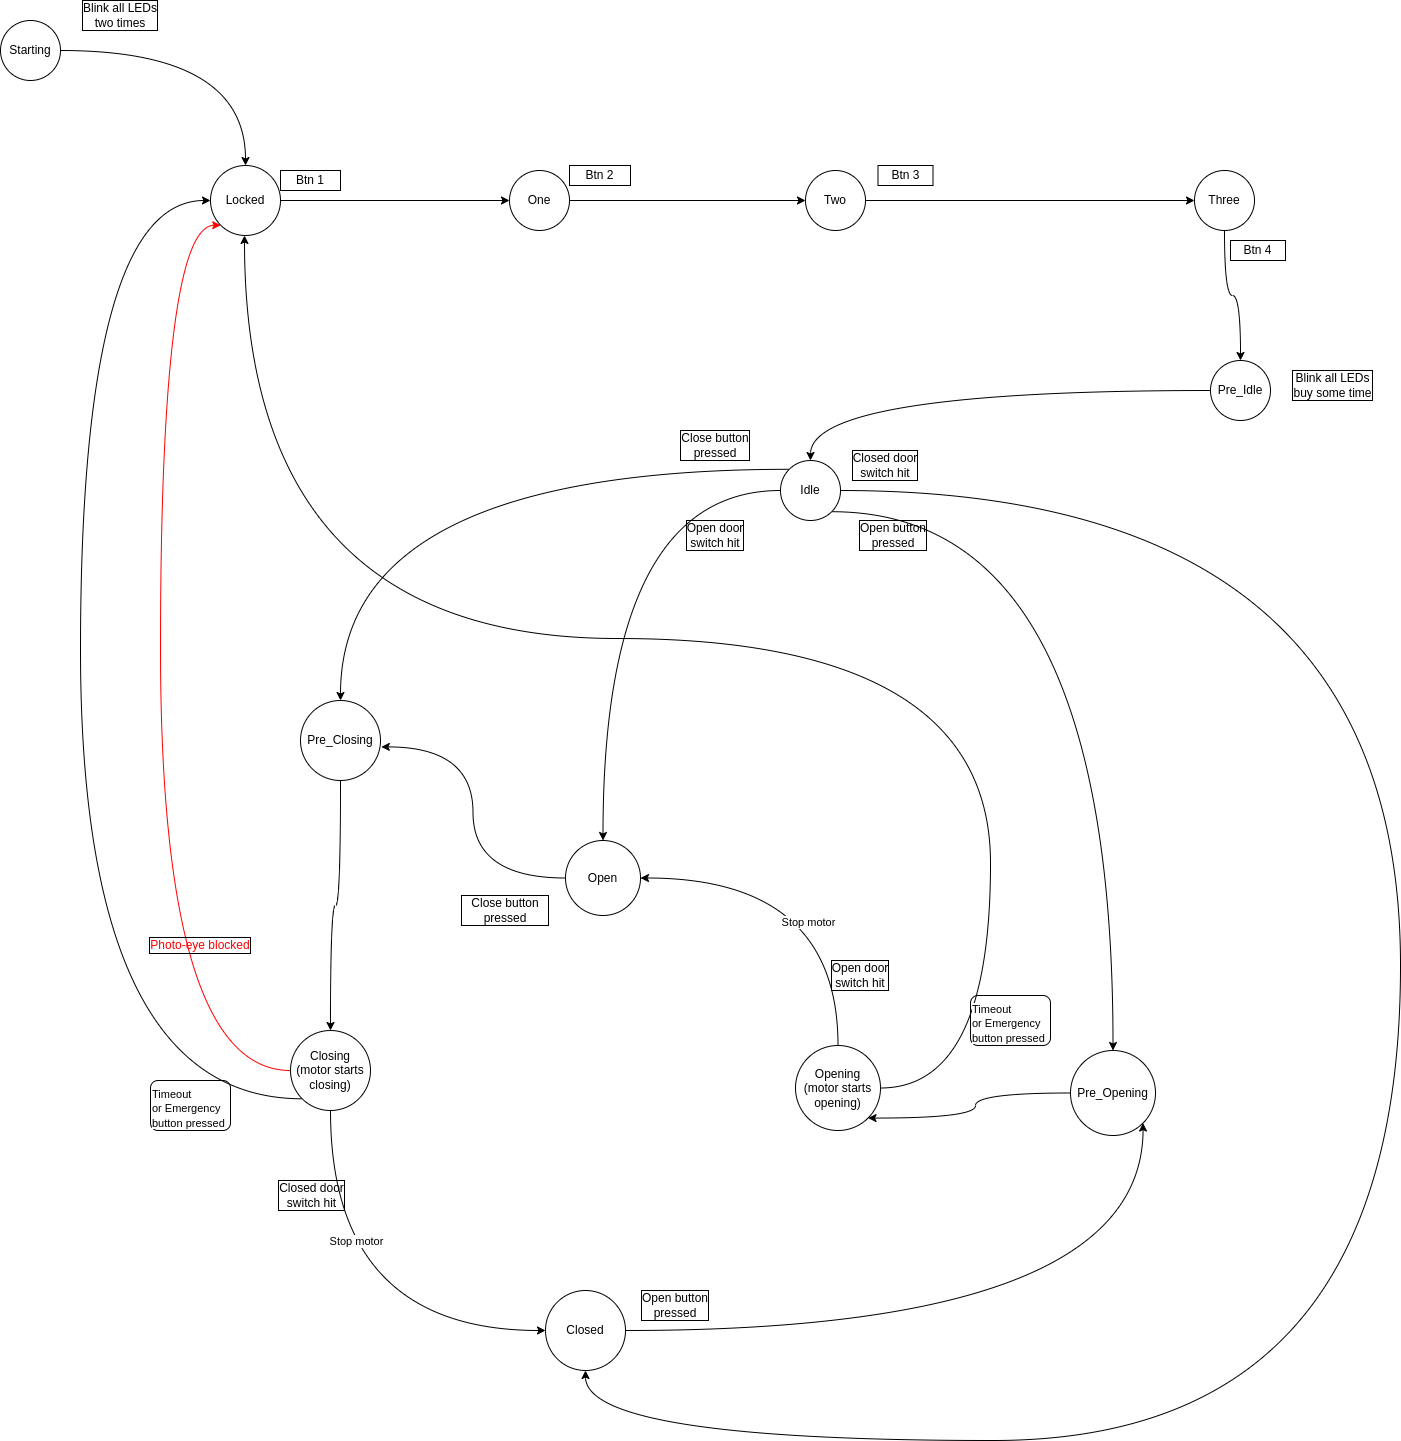 Blink all LEDs
two times
Starting
Locked
Btn 1
One
Btn 2
Two
Btn 3
Three
Btn 4
Pre_Idle
Blink all LEDs
buy some time
Close button
pressed
Closed door
switch hit
Idle
Open door
switch hit
Open button
pressed
Pre_Closing
Open
Close button
pressed
Stop motor
Photo-eye blocked
Open door
switch hit
Timeout
or Emergency
button pressed
Closing
(motor starts
closing)
Opening
(motor starts
opening)
Pre_Opening
Timeout
or Emergency
button pressed
Closed door
switch hit
Stop motor
Open button
pressed
Closed